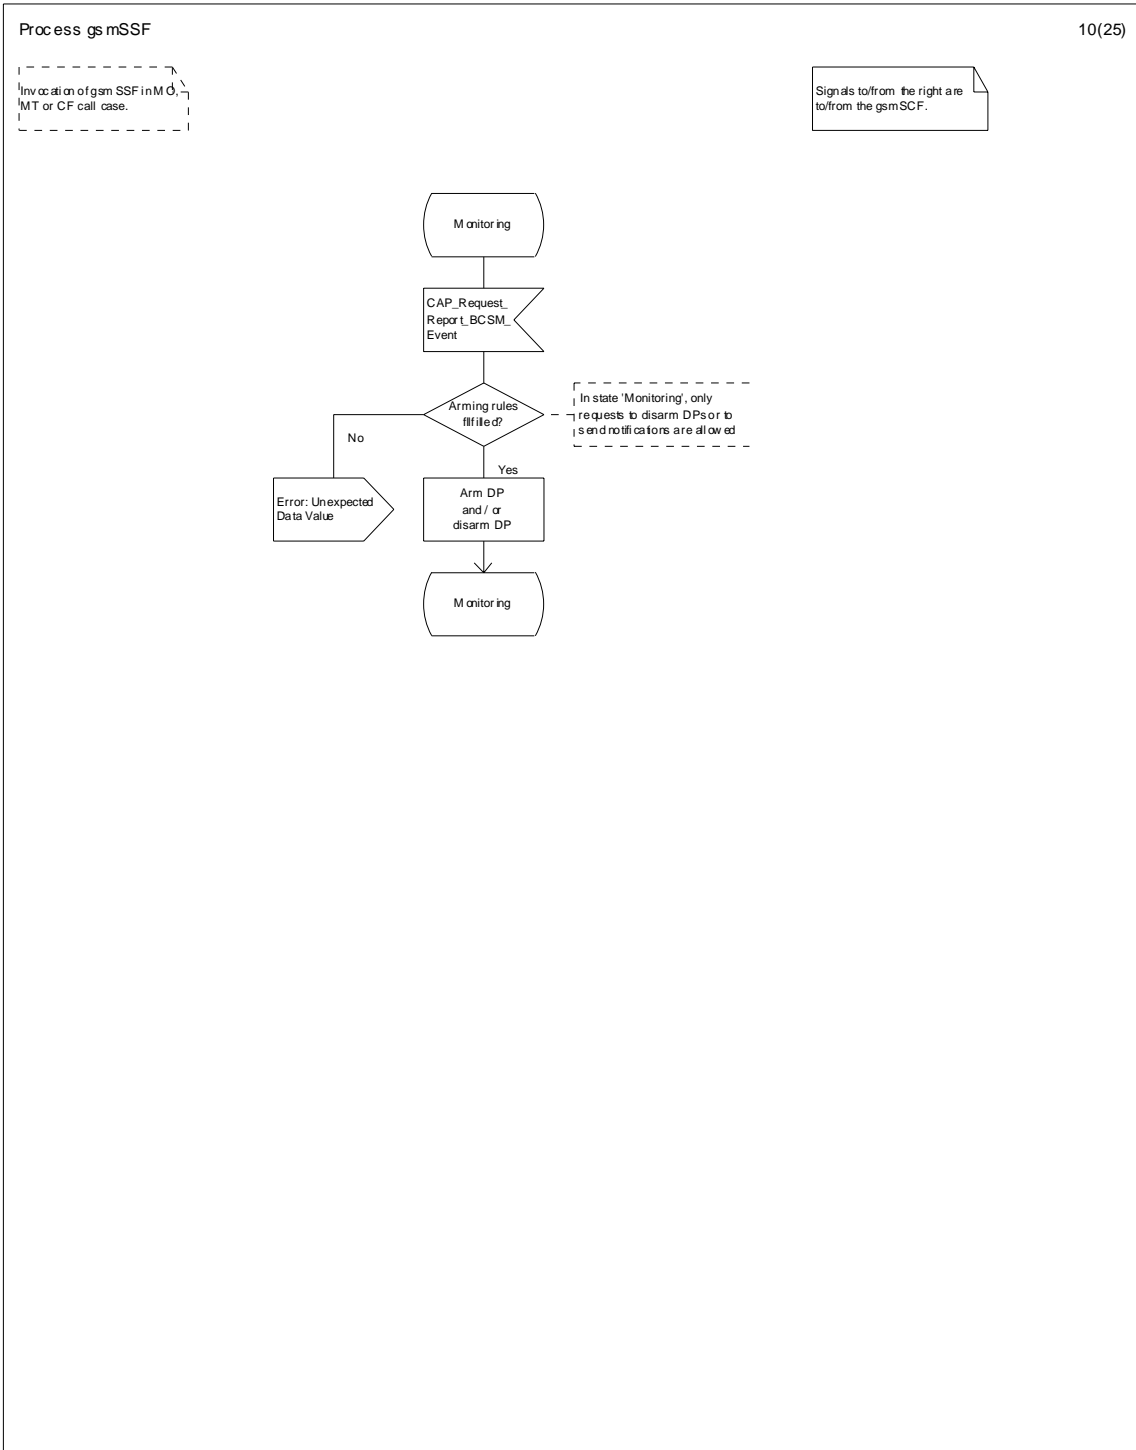 Process gsmSSF
10(25)
Invocation of gsmSSF in MO,
MT or CF call case.
Signals to/from the right are
to/from the gsmSCF.
Monitoring
CAP_Request_
Report_BCSM_
Event
Arming rules
flfilled?
In state 'Monitoring', only
requests to disarm DPs or to
send notifications are allowed
No
Yes
Error: Unexpected
Data Value
Arm DP
and / or
disarm DP
Monitoring